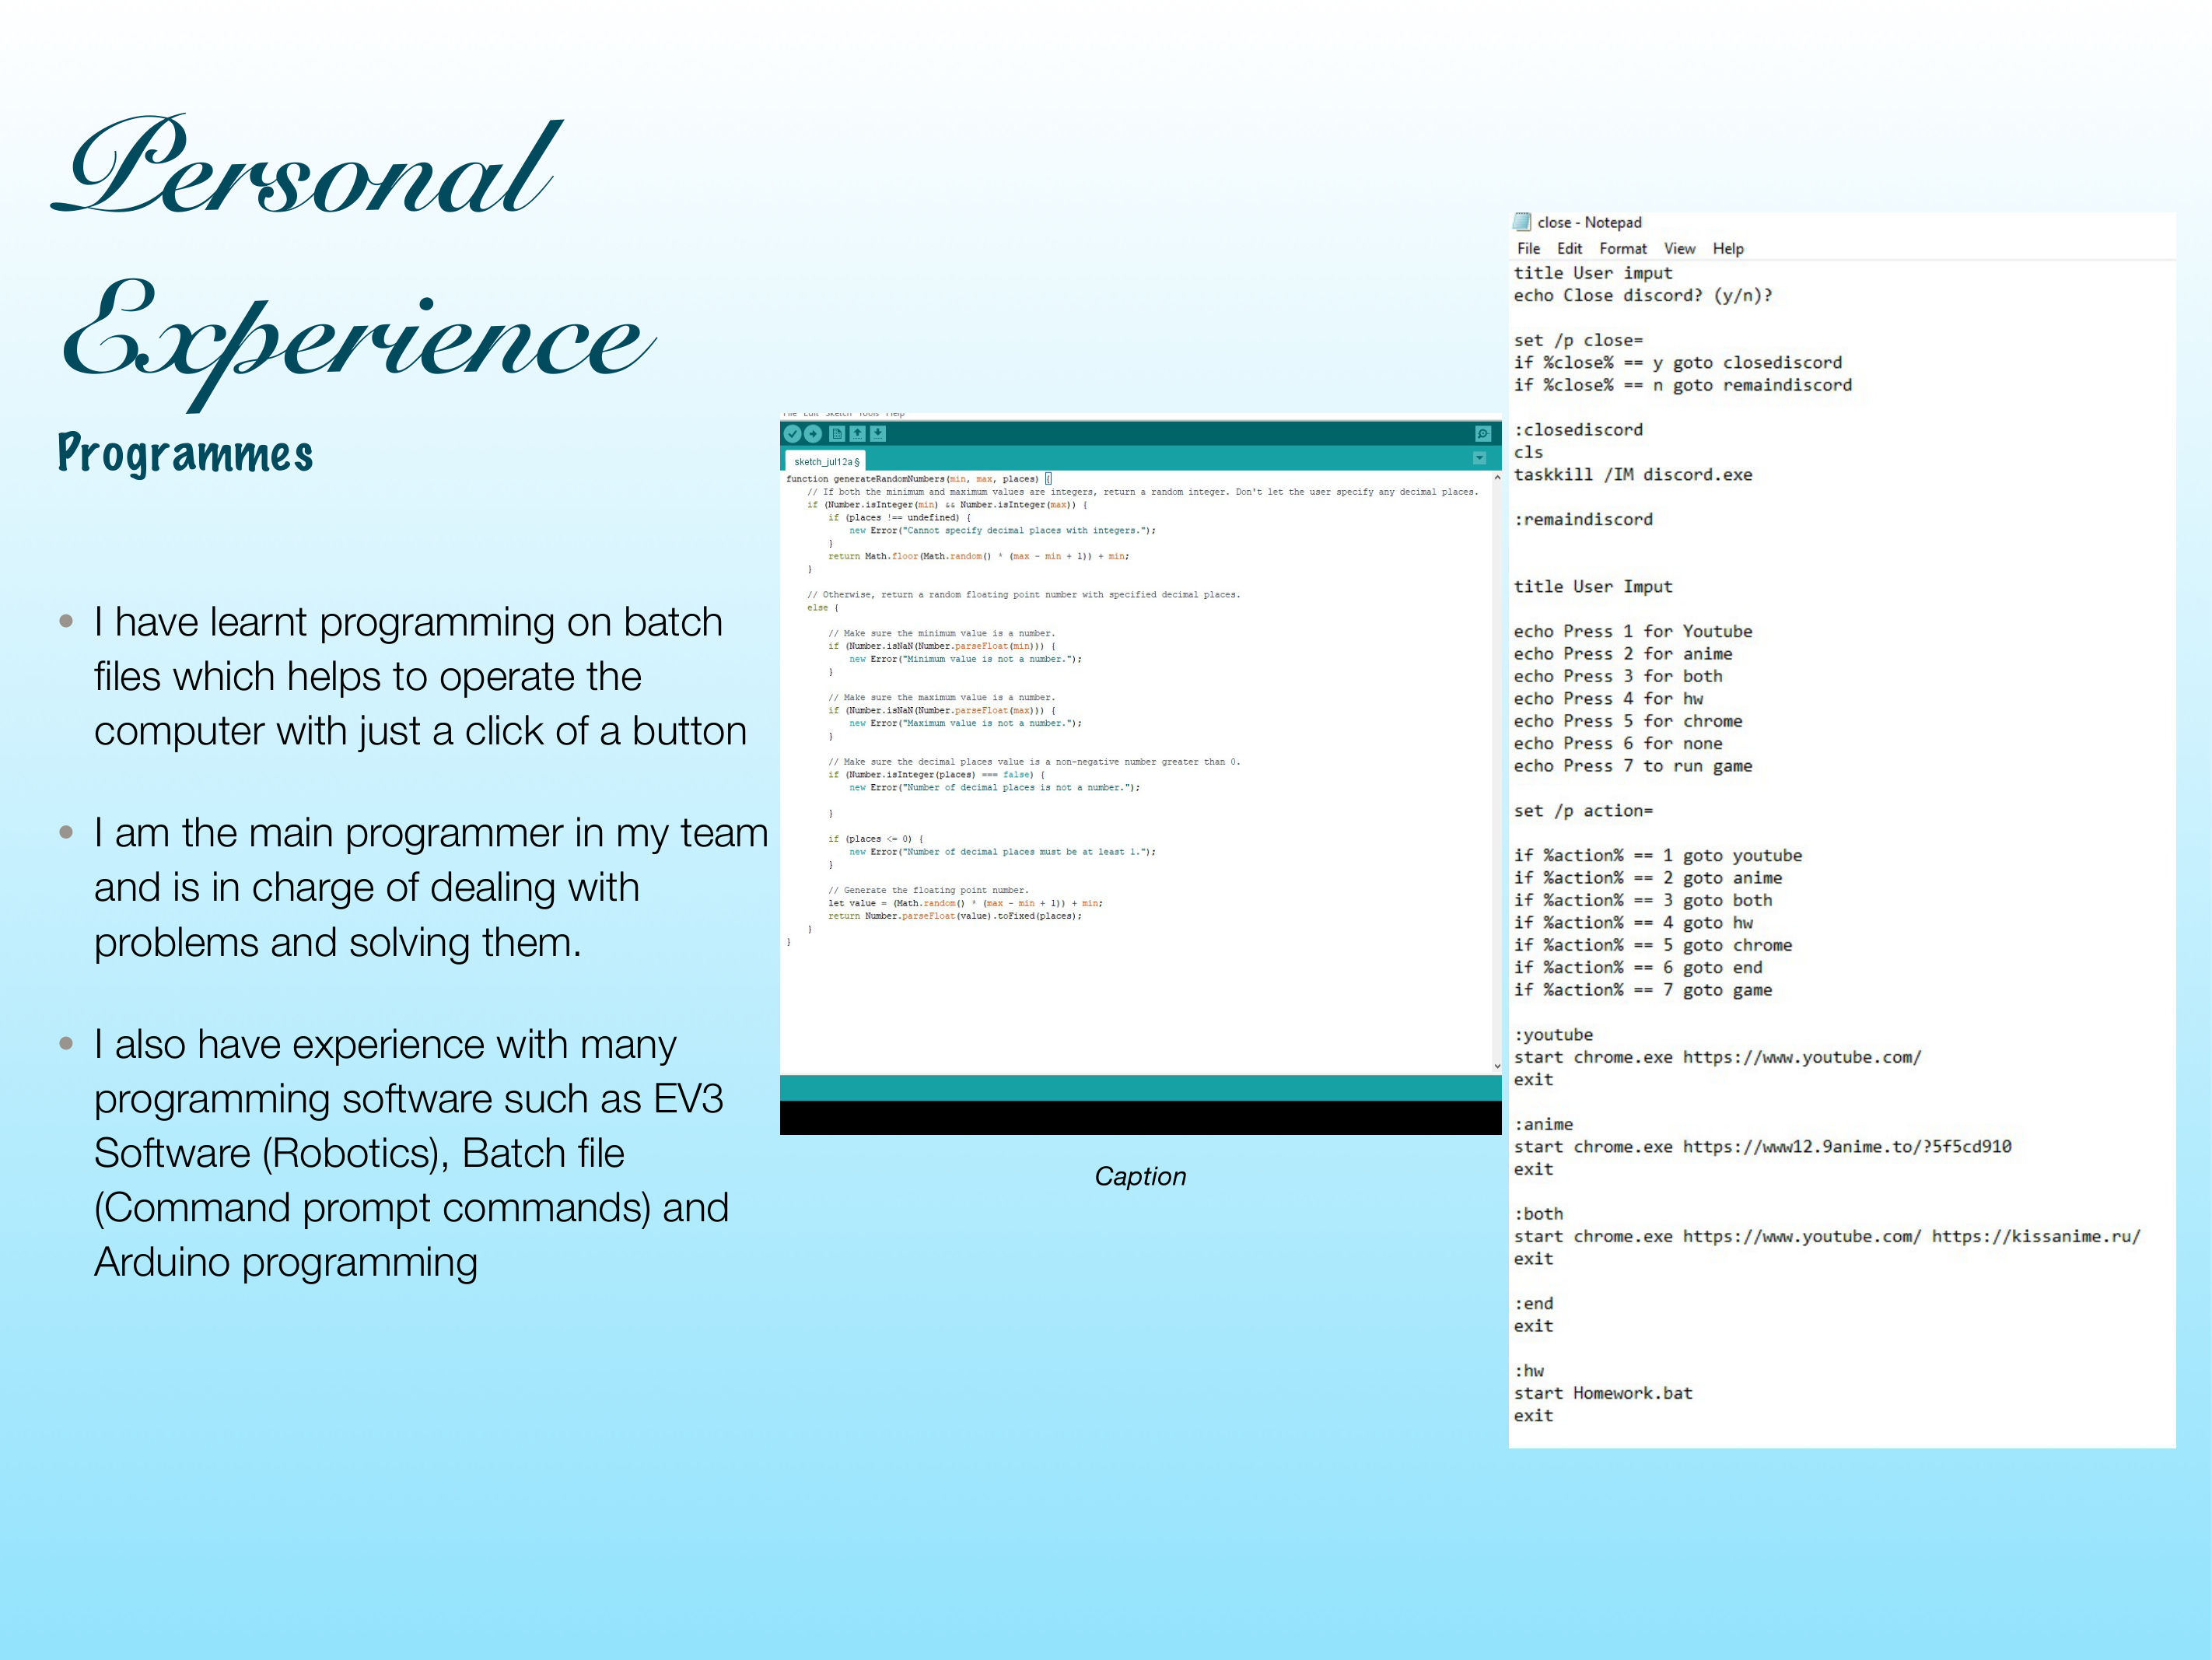 Personal
Experience
Programmes
I have learnt programming on batch
files which helps to operate the
computer with just a click of a button
I am the main programmer in my team
and is in charge of dealing with
problems and solving them.
I also have experience with many
programming software such as EV3
Software (Robotics), Batch file
(Command prompt commands) and
Arduino programming
File Edit Sketch Tools Help
sketch_jul12a §
function generateRandomNumbers(min, max, places) {
// If both the minimum and maximum values are integers, return a random integer. Don't let the user specify any decimal places.
if (Number.isInteger(min) && Number.isInteger(max)) {
if (places !== undefined) {
new Error("Cannot specify decimal places with integers.");
}
return Math.floor(Math.random() * (max - min + 1)) + min;
}
// Otherwise, return a random floating point number with specified decimal places.
else {
// Make sure the minimum value is a number.
if (Number.isNaN(Number.parseFloat(min))) {
new Error("Minimum value is not a number.");
}
// Make sure the maximum value is a number.
if (Number.isNaN(Number.parseFloat(max))) {
new Error("Maximum value is not a number.");
}
// Make sure the decimal places value is a non-negative number greater than 0.
if (Number.isInteger(places) === false) {
new Error("Number of decimal places is not a number.");
}
if (places <= 0) {
new Error("Number of decimal places must be at least 1.");
}
// Generate the floating point number.
let value = (Math.random() * (max - min + 1)) + min;
return Number.parseFloat(value).toFixed(places);
}
}
Caption
close - Notepad
File Edit Format View Help
title User imput
echo Close discord? (y/n)?
set /p close=
if %close% == y goto closediscord
if %close% == n goto remaindiscord
:closediscord
cls
taskkill /IM discord.exe
:remaindiscord
title User Imput
echo Press 1 for Youtube
echo Press 2 for anime
echo Press 3 for both
echo Press 4 for hw
echo Press 5 for chrome
echo Press 6 for none
echo Press 7 to run game
set /p action=
if %action% == 1 goto youtube
if %action% == 2 goto anime
if %action% == 3 goto both
if %action% == 4 goto hw
if %action% == 5 goto chrome
if %action% == 6 goto end
if %action% == 7 goto game
:youtube
start chrome.exe https://www.youtube.com/
exit
:anime
start chrome.exe https://www12.9anime.to/?5f5cd910
exit
:both
start chrome.exe https://www.youtube.com/ https://kissanime.ru/
exit
:end
exit
:hw
start Homework.bat
exit